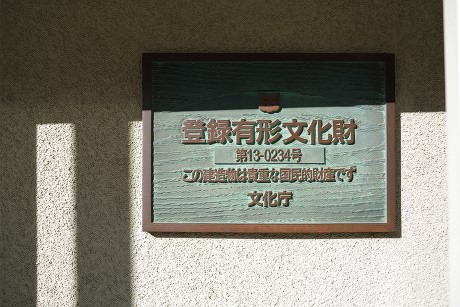 登録有形文化財
第13-0234号
この建造物は貴重な国民的財産です
文化庁